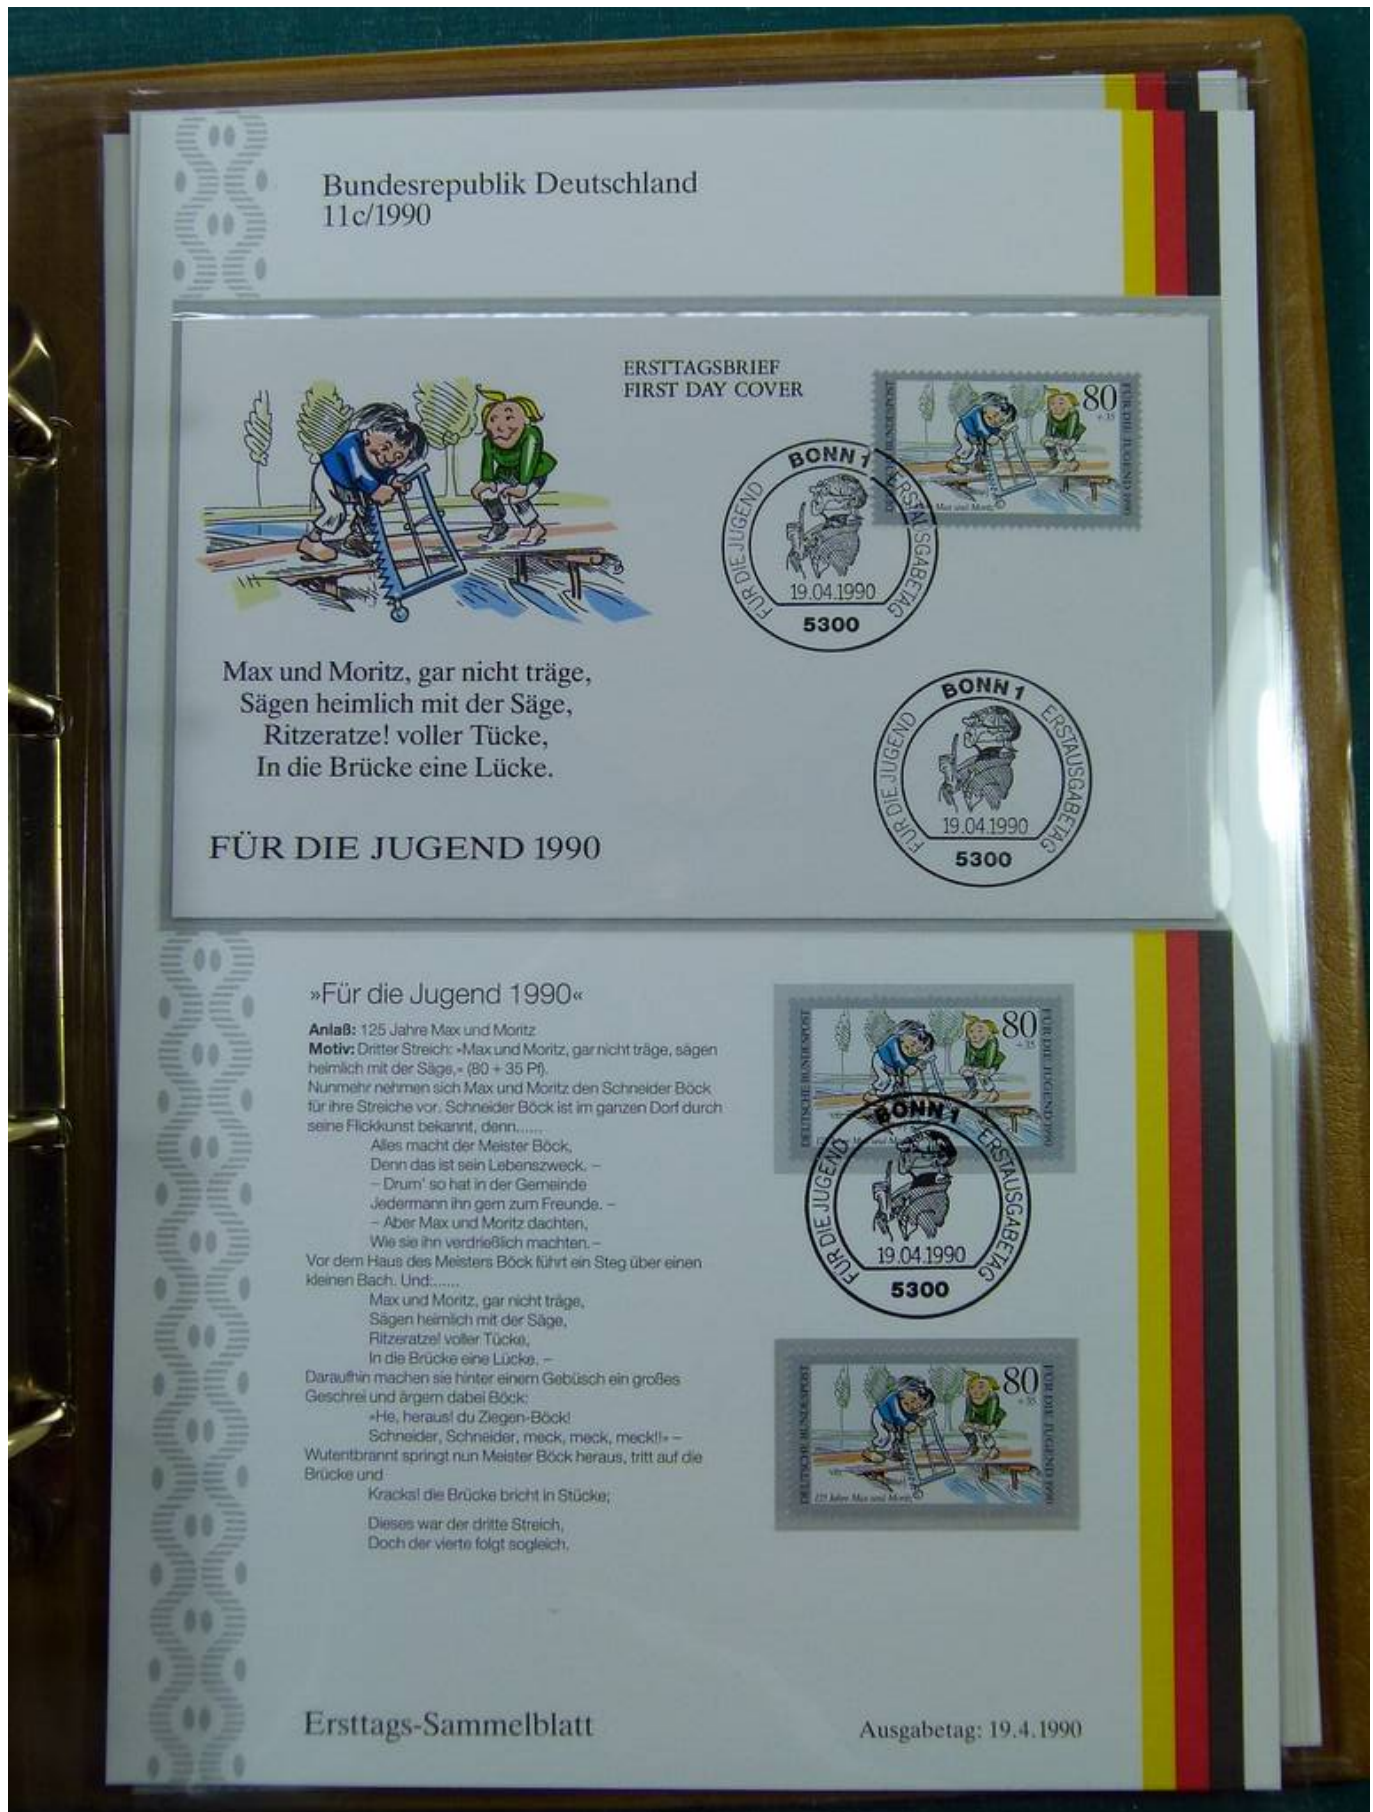 Bundesrepublik Deutschland
11c/1990
ERSTTAGSBRIEF
FIRST DAY COVER
80
+ 35
FÜR DIE JUGEND 1990
Max und Moritz
BONN 1
FÜR DIE JUGEND
ERSTAUSGABETAG
19.04.1990
5300
Max und Moritz, gar nicht träge,
Sägen heimlich mit der Säge,
Ritzeratze! voller Tücke,
In die Brücke eine Lücke.
FÜR DIE JUGEND 1990
BONN 1
FÜR DIE JUGEND
ERSTAUSGABETAG
19.04.1990
5300
»Für die Jugend 1990«
Anlaß: 125 Jahre Max und Moritz
Motiv: Dritter Streich: »Max und Moritz, gar nicht träge, sägen
heimlich mit der Säge,« (80 + 35 Pf).
Nunmehr nehmen sich Max und Moritz den Schneider Böck
für ihre Streiche vor. Schneider Böck ist im ganzen Dorf durch
seine Flickkunst bekannt, denn......
Alles macht der Meister Böck,
Denn das ist sein Lebenszweck. –
– Drum' so hat in der Gemeinde
Jedermann ihn gern zum Freunde. –
– Aber Max und Moritz dachten,
Wie sie ihn verdrießlich machten. –
Vor dem Haus des Meisters Böck führt ein Steg über einen
kleinen Bach. Und:......
Max und Moritz, gar nicht träge,
Sägen heimlich mit der Säge,
Ritzeratze! voller Tücke,
In die Brücke eine Lücke. –
Daraufhin machen sie hinter einem Gebüsch ein großes
Geschrei und ärgern dabei Böck:
»He, heraus! du Ziegen-Böck!
Schneider, Schneider, meck, meck, meck!!« –
Wutentbrannt springt nun Meister Böck heraus, tritt auf die
Brücke und
Kracks! die Brücke bricht in Stücke;
Dieses war der dritte Streich,
Doch der vierte folgt sogleich.
DEUTSCHE BUNDESPOST
80
+ 35
FÜR DIE JUGEND 1990
BONN 1
FÜR DIE JUGEND
ERSTAUSGABETAG
19.04.1990
5300
DEUTSCHE BUNDESPOST
80
+ 35
FÜR DIE JUGEND 1990
125 Jahre Max und Moritz
Ersttags-Sammelblatt
Ausgabetag: 19.4.1990